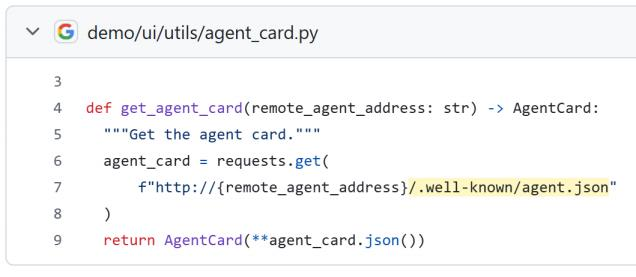 demo/ui/utils/agent_card.py
3
4 def get_agent_card(remote_agent_address: str) -> AgentCard:
5 """Get the agent card."""
6 agent_card = requests.get(
7 f"http://{remote_agent_address}/.well-known/agent.json"
8 )
9 return AgentCard(**agent_card.json())